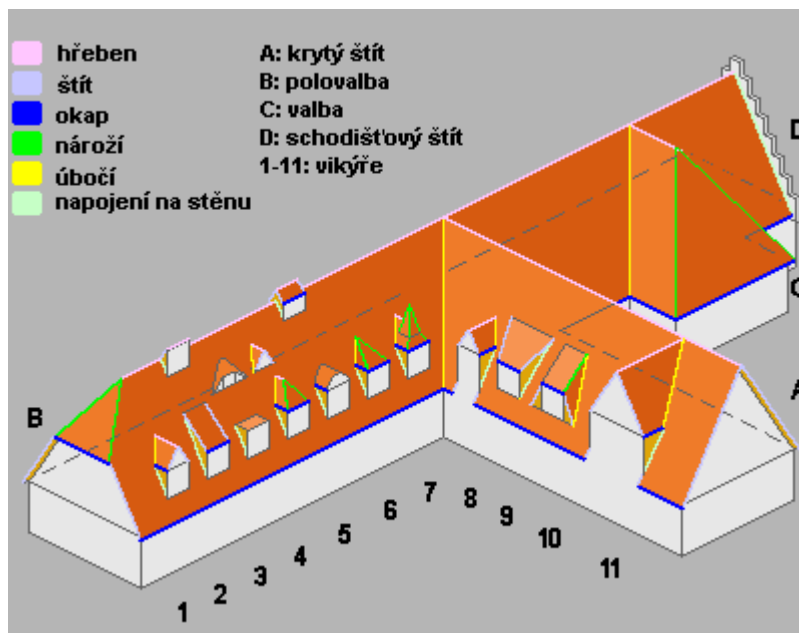 hřeben
štít
okap
nároží
úbočí
napojení na stěnu
A: krytý štít
B: polovalba
C: valba
D: schodišťový štít
1-11: vikýře
D
C
B
A
1 2 3 4 5 6 7 8 9 10 11